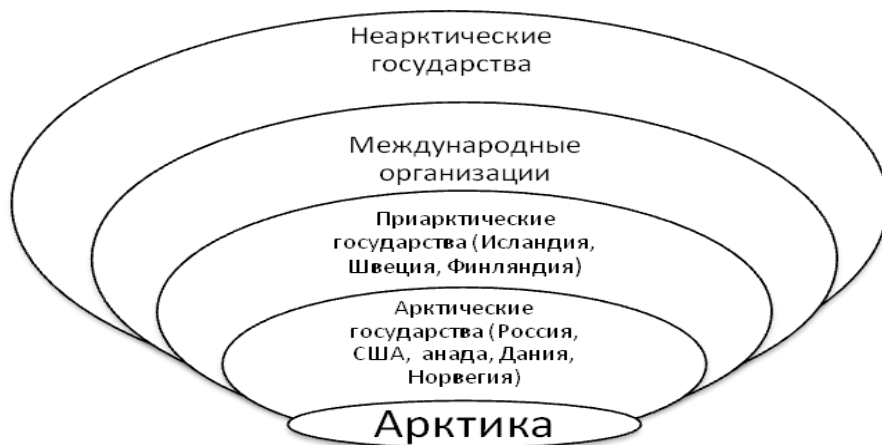 Неарктические
государства
Международные
организации
Приарктические
государства (Исландия,
Швеция, Финляндия)
Арктические
государства (Россия,
США, анада, Дания,
Норвегия)
Арктика